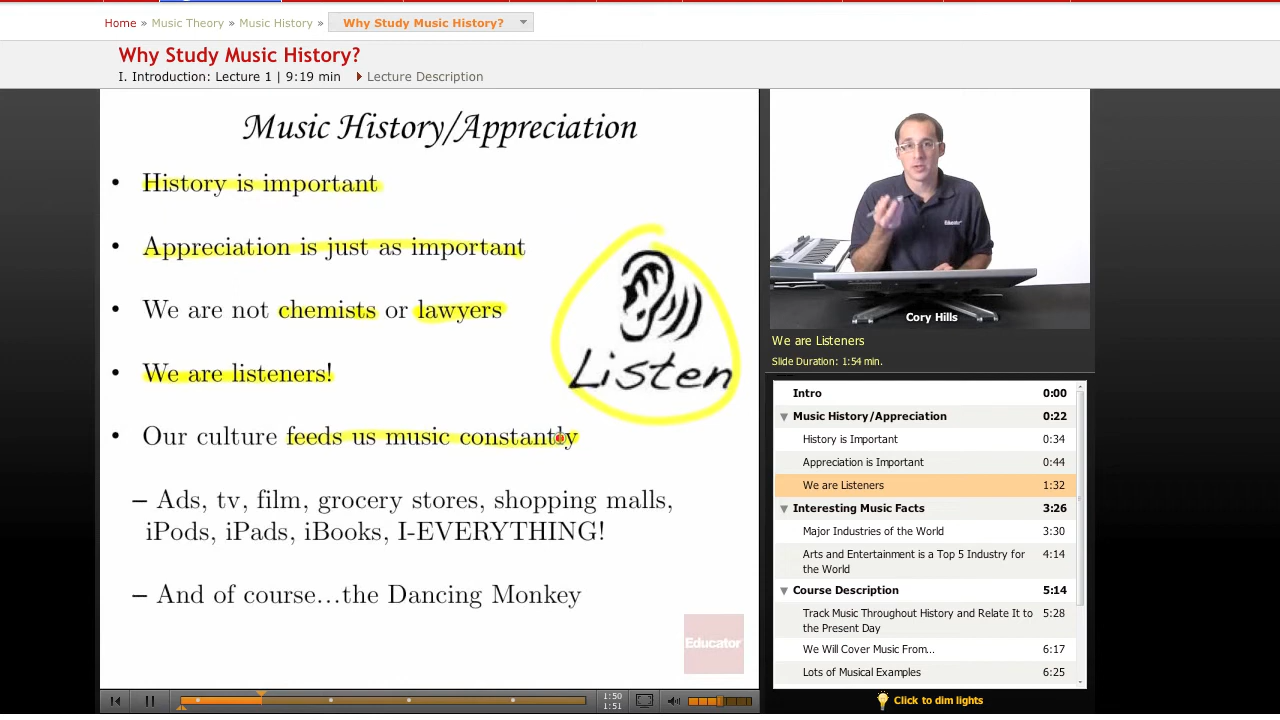 Home » Music Theory » Music History » Why Study Music History?
Why Study Music History?
I. Introduction: Lecture 1 | 9:19 min Lecture Description
Music History/Appreciation
• History is important
• Appreciation is just as important
• We are not chemists or lawyers
• We are listeners!
Listen
• Our culture feeds us music constantly
– Ads, tv, film, grocery stores, shopping malls,
iPods, iPads, iBooks, I-EVERYTHING!
– And of course...the Dancing Monkey
Educator
1:50
1:51
Educator
Cory Hills
We are Listeners
Slide Duration: 1:54 min.
Intro 0:00
Music History/Appreciation 0:22
History is Important 0:34
Appreciation is Important 0:44
We are Listeners 1:32
Interesting Music Facts 3:26
Major Industries of the World 3:30
Arts and Entertainment is a Top 5 Industry for 4:14
the World
Course Description 5:14
Track Music Throughout History and Relate It to 5:28
the Present Day
We Will Cover Music From... 6:17
Lots of Musical Examples 6:25
Click to dim lights